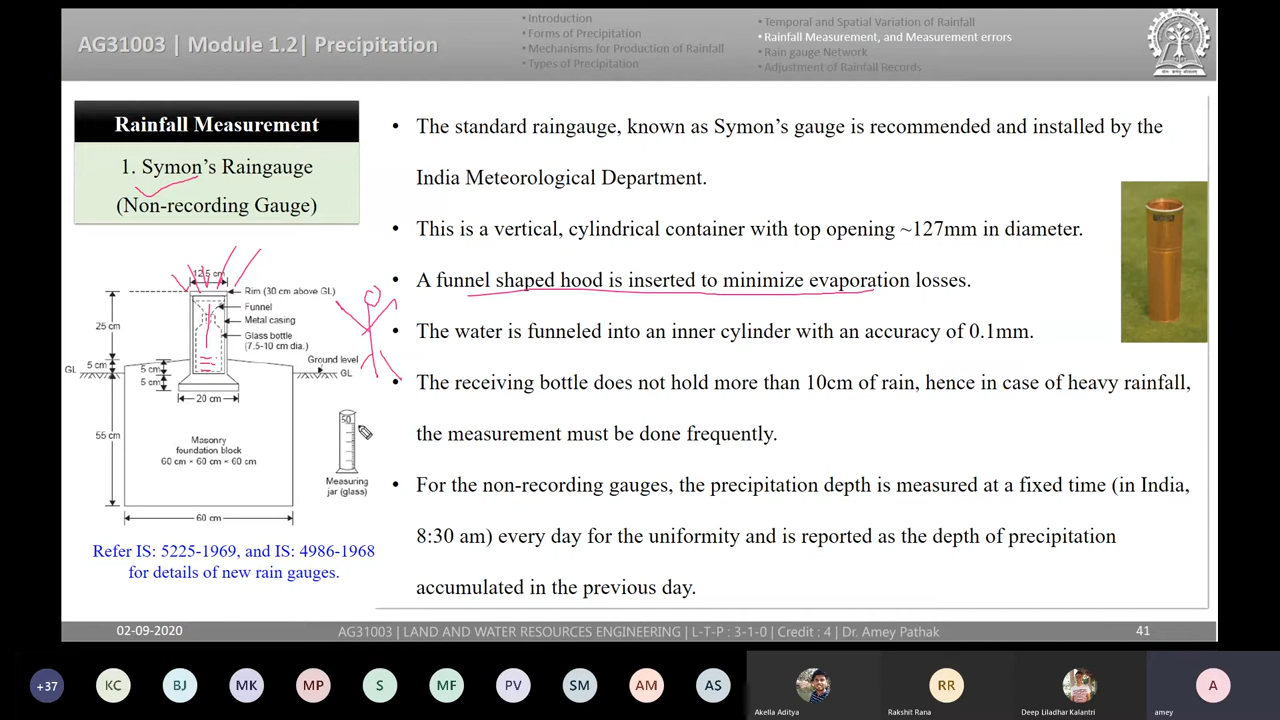 AG31003 | Module 1.2| Precipitation
Introduction
Forms of Precipitation
Mechanisms for Production of Rainfall
Types of Precipitation
Temporal and Spatial Variation of Rainfall
Rainfall Measurement, and Measurement errors
Rain gauge Network
Adjustment of Rainfall Records
Rainfall Measurement
1. Symon's Raingauge
(Non-recording Gauge)
12.5 cm
Rim (30 cm above GL)
Funnel
Metal casing
Glass bottle
(7.5-10 cm dia.)
25 cm
Ground level
GL
5 cm
5 cm
5 cm
GL
20 cm
50
55 cm
Masonry
foundation block
60 cm × 60 cm × 60 cm
Measuring
jar (glass)
60 cm
Refer IS: 5225-1969, and IS: 4986-1968
for details of new rain gauges.
• The standard raingauge, known as Symon's gauge is recommended and installed by the
India Meteorological Department.
• This is a vertical, cylindrical container with top opening ~127mm in diameter.
• A funnel shaped hood is inserted to minimize evaporation losses.
• The water is funneled into an inner cylinder with an accuracy of 0.1mm.
• The receiving bottle does not hold more than 10cm of rain, hence in case of heavy rainfall,
the measurement must be done frequently.
• For the non-recording gauges, the precipitation depth is measured at a fixed time (in India,
8:30 am) every day for the uniformity and is reported as the depth of precipitation
accumulated in the previous day.
02-09-2020
AG31003 | LAND AND WATER RESOURCES ENGINEERING | L-T-P : 3-1-0 | Credit : 4 | Dr. Amey Pathak
41
+37
KC
BJ
MK
MP
S
MF
PV
SM
AM
AS
Akella Aditya
RR
Rakshit Rana
Deep Liladhar Kalantri
A
amey